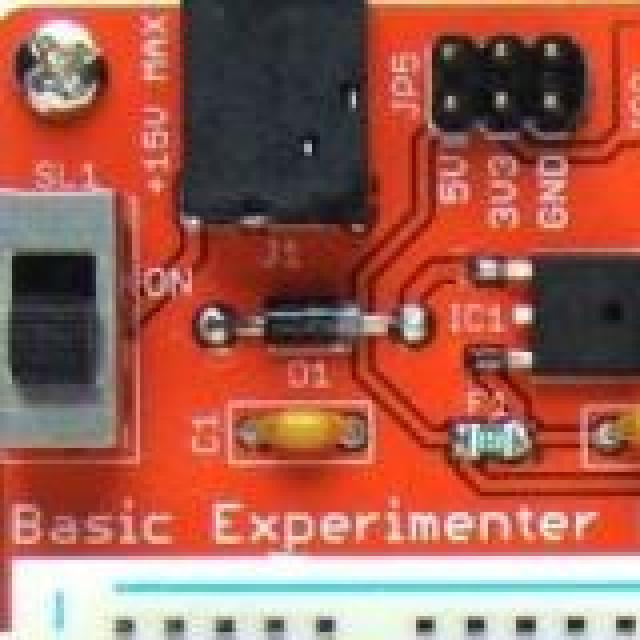 +15V MAX
JP5
5V
3V3
GND
SL1
ON
J1
IC1
D1
C1
Basic Experimenter